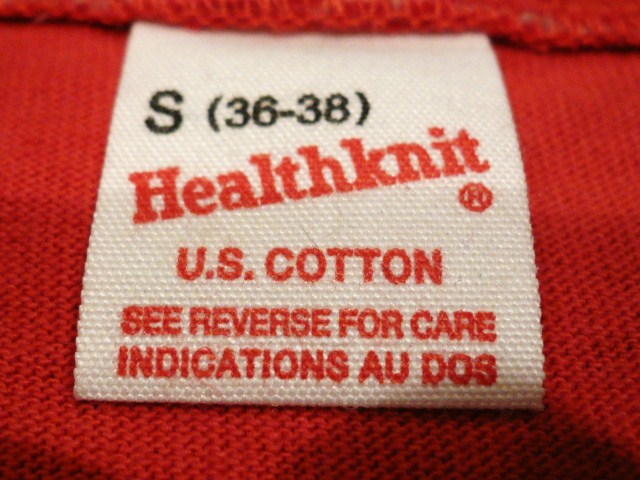 S (36-38)
Healthknit®
U.S. COTTON
SEE REVERSE FOR CARE
INDICATIONS AU DOS